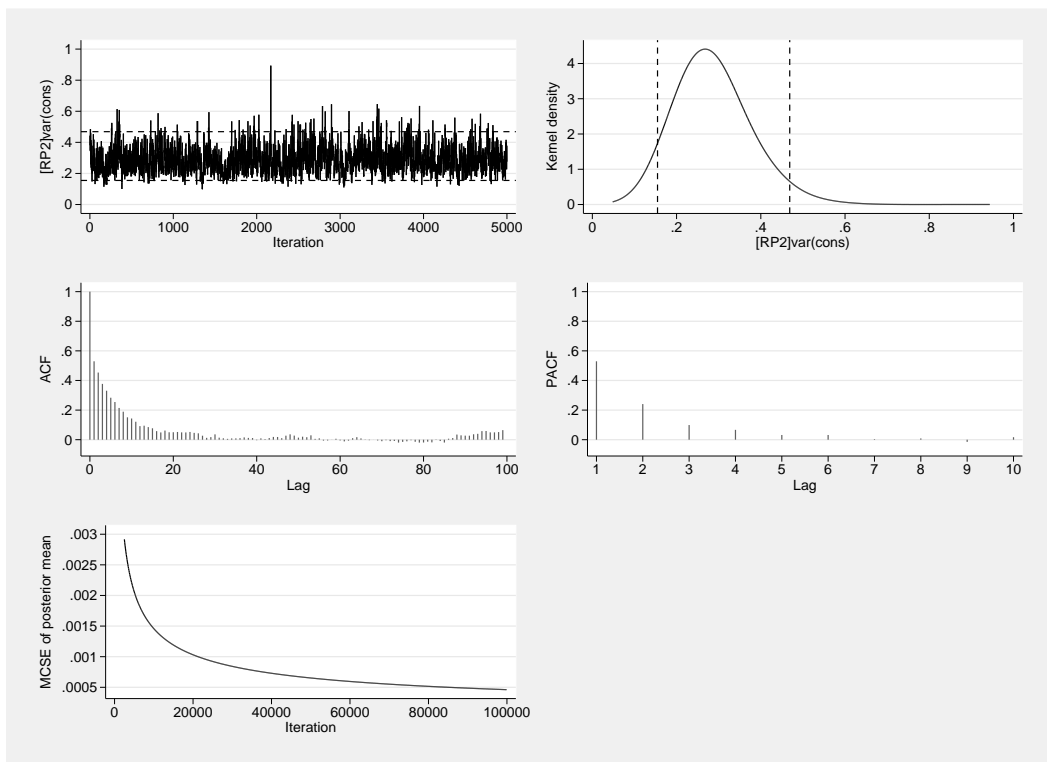 [RP2]var(cons)
1
.8
.6
.4
.2
0
0 1000 2000 3000 4000 5000
Iteration
Kernel density
4
3
2
1
0
0 .2 .4 .6 .8 1
[RP2]var(cons)
ACF
1
.8
.6
.4
.2
0
0 20 40 60 80 100
Lag
PACF
1
.8
.6
.4
.2
0
1 2 3 4 5 6 7 8 9 10
Lag
MCSE of posterior mean
.003
.0025
.002
.0015
.001
.0005
0 20000 40000 60000 80000 100000
Iteration